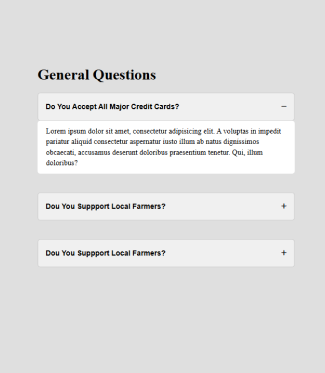 General Questions
Do You Accept All Major Credit Cards? −
Lorem ipsum dolor sit amet, consectetur adipisicing elit. A voluptas in impedit
pariatur aliquid consectetur aspernatur iusto illum ab natus dignissimos
obcaecati, accusamus deserunt doloribus praesentium tenetur. Qui, illum
doloribus?
Dou You Suppport Local Farmers? +
Dou You Suppport Local Farmers? +